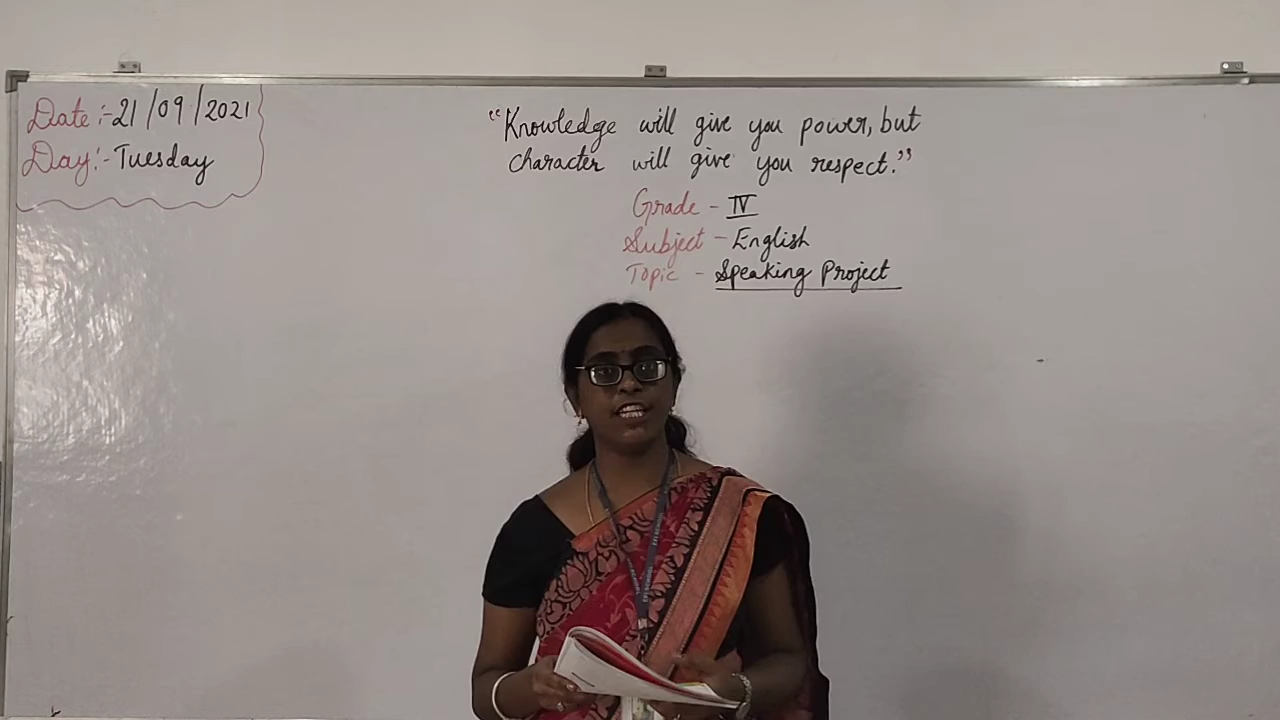 Date:-21/09/2021
Day:-Tuesday
"Knowledge will give you power, but
character will give you respect."
Grade - IV
Subject - English
Topic - Speaking Project